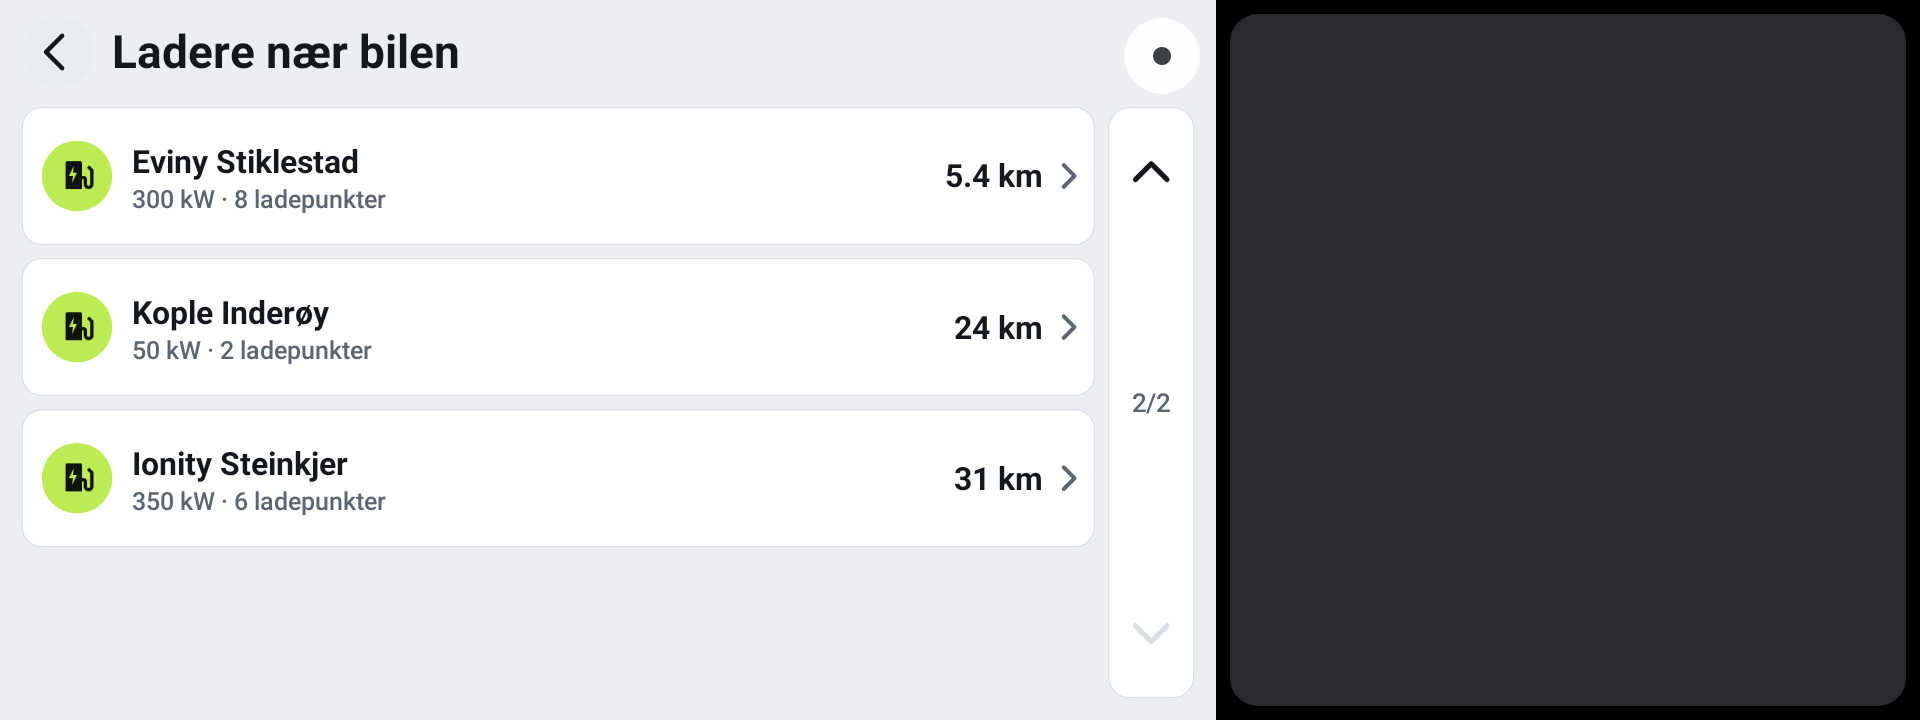 Ladere nær bilen
Eviny Stiklestad
300 kW · 8 ladepunkter
5.4 km
Kople Inderøy
50 kW · 2 ladepunkter
24 km
Ionity Steinkjer
350 kW · 6 ladepunkter
31 km
2/2